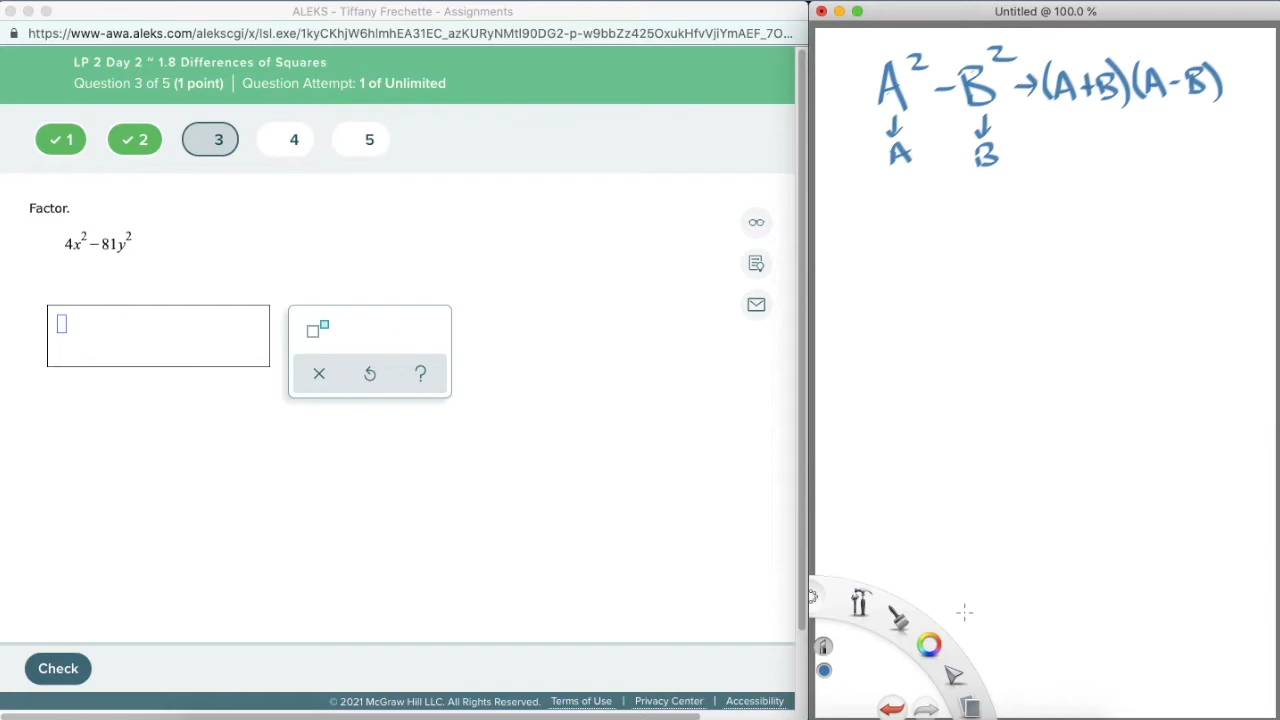 ALEKS - Tiffany Frechette - Assignments
https://www-awa.aleks.com/alekscgi/x/Isl.exe/1kyCKhjW6hlmhEA31EC_azKURyNMtI90DG2-p-w9bbZz425OxukHfvVjiYmAEF_7O...
LP 2 Day 2 ~ 1.8 Differences of Squares
Question 3 of 5 (1 point) | Question Attempt: 1 of Unlimited
✓ 1 ✓ 2 3 4 5
Factor.
4x² − 81y²
?
Check
© 2021 McGraw Hill LLC. All Rights Reserved. Terms of Use | Privacy Center | Accessibility
Untitled @ 100.0 %
A² − B² → (A+B)(A−B)
↓ ↓
A B